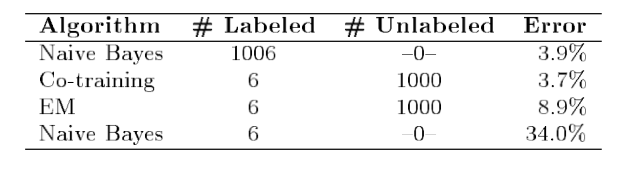 Algorithm # Labeled # Unlabeled Error
Naive Bayes 1006 –0– 3.9%
Co-training 6 1000 3.7%
EM 6 1000 8.9%
Naive Bayes 6 –0– 34.0%